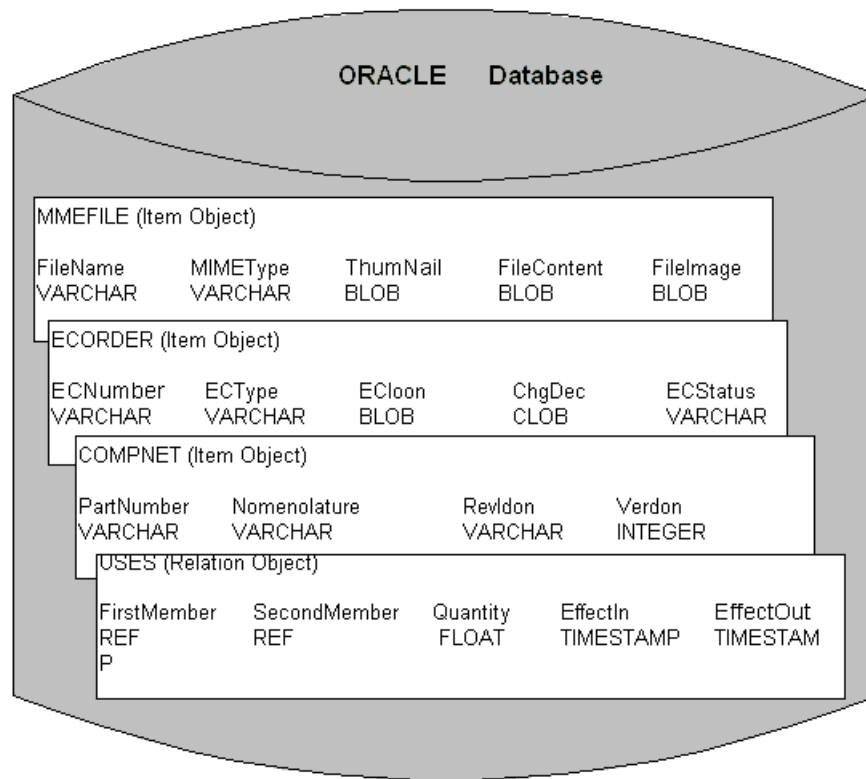 ORACLE Database
MMEFILE (Item Object)
FileName MIMEType ThumNail FileContent FileImage
VARCHAR VARCHAR BLOB BLOB BLOB
ECORDER (Item Object)
ECNumber ECType ECIoon ChgDec ECStatus
VARCHAR VARCHAR BLOB CLOB VARCHAR
COMPNET (Item Object)
PartNumber Nomenolature RevIdon Verdon
VARCHAR VARCHAR VARCHAR INTEGER
USES (Relation Object)
FirstMember SecondMember Quantity EffectIn EffectOut
REF REF FLOAT TIMESTAMP TIMESTAM
P